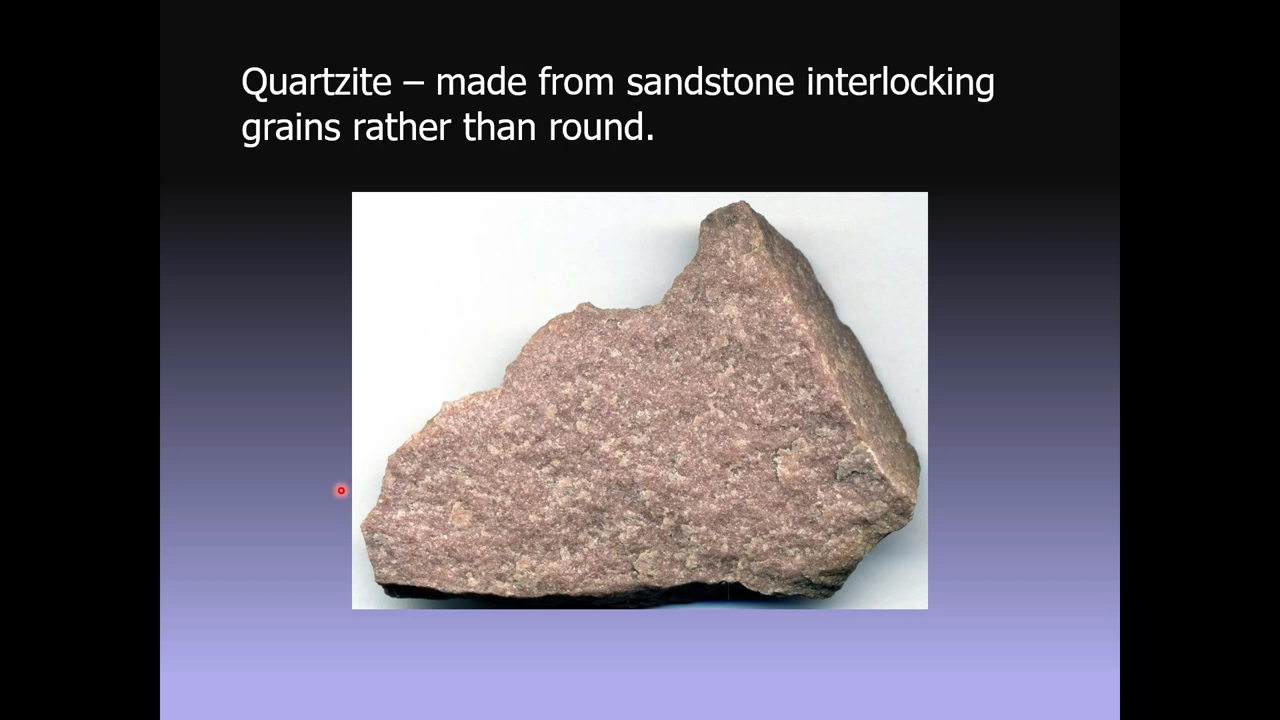 Quartzite – made from sandstone interlocking
grains rather than round.